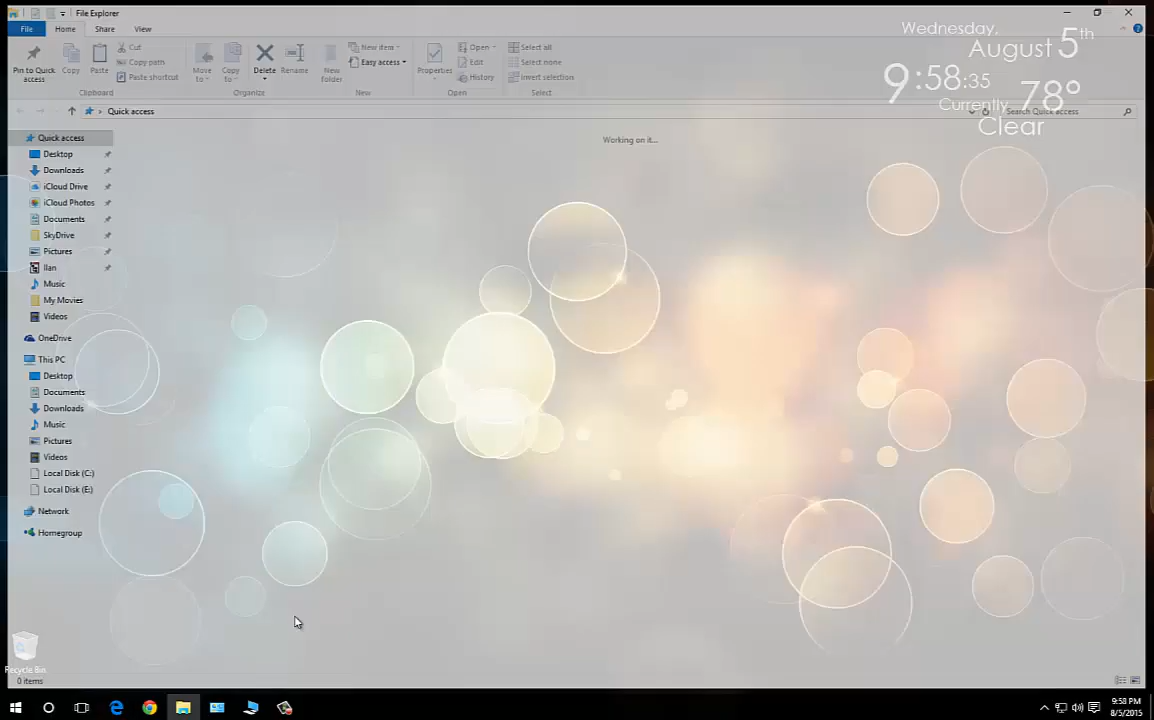 File Explorer
File Home Share View
Wednesday,
August 5th
9:58:35
78°
Currently
Clear
Pin to Quick access
Copy
Paste
Cut
Copy path
Paste shortcut
Clipboard
Move to
Copy to
Delete
Rename
Organize
New folder
New item
Easy access
New
Properties
Open
Edit
History
Open
Select all
Select none
Invert selection
Select
Quick access
Search Quick access
Working on it...
Quick access
Desktop
Downloads
iCloud Drive
iCloud Photos
Documents
SkyDrive
Pictures
Ilan
Music
My Movies
Videos
OneDrive
This PC
Desktop
Documents
Downloads
Music
Pictures
Videos
Local Disk (C:)
Local Disk (E:)
Network
Homegroup
Recycle Bin
0 items
9:58 PM
8/5/2015